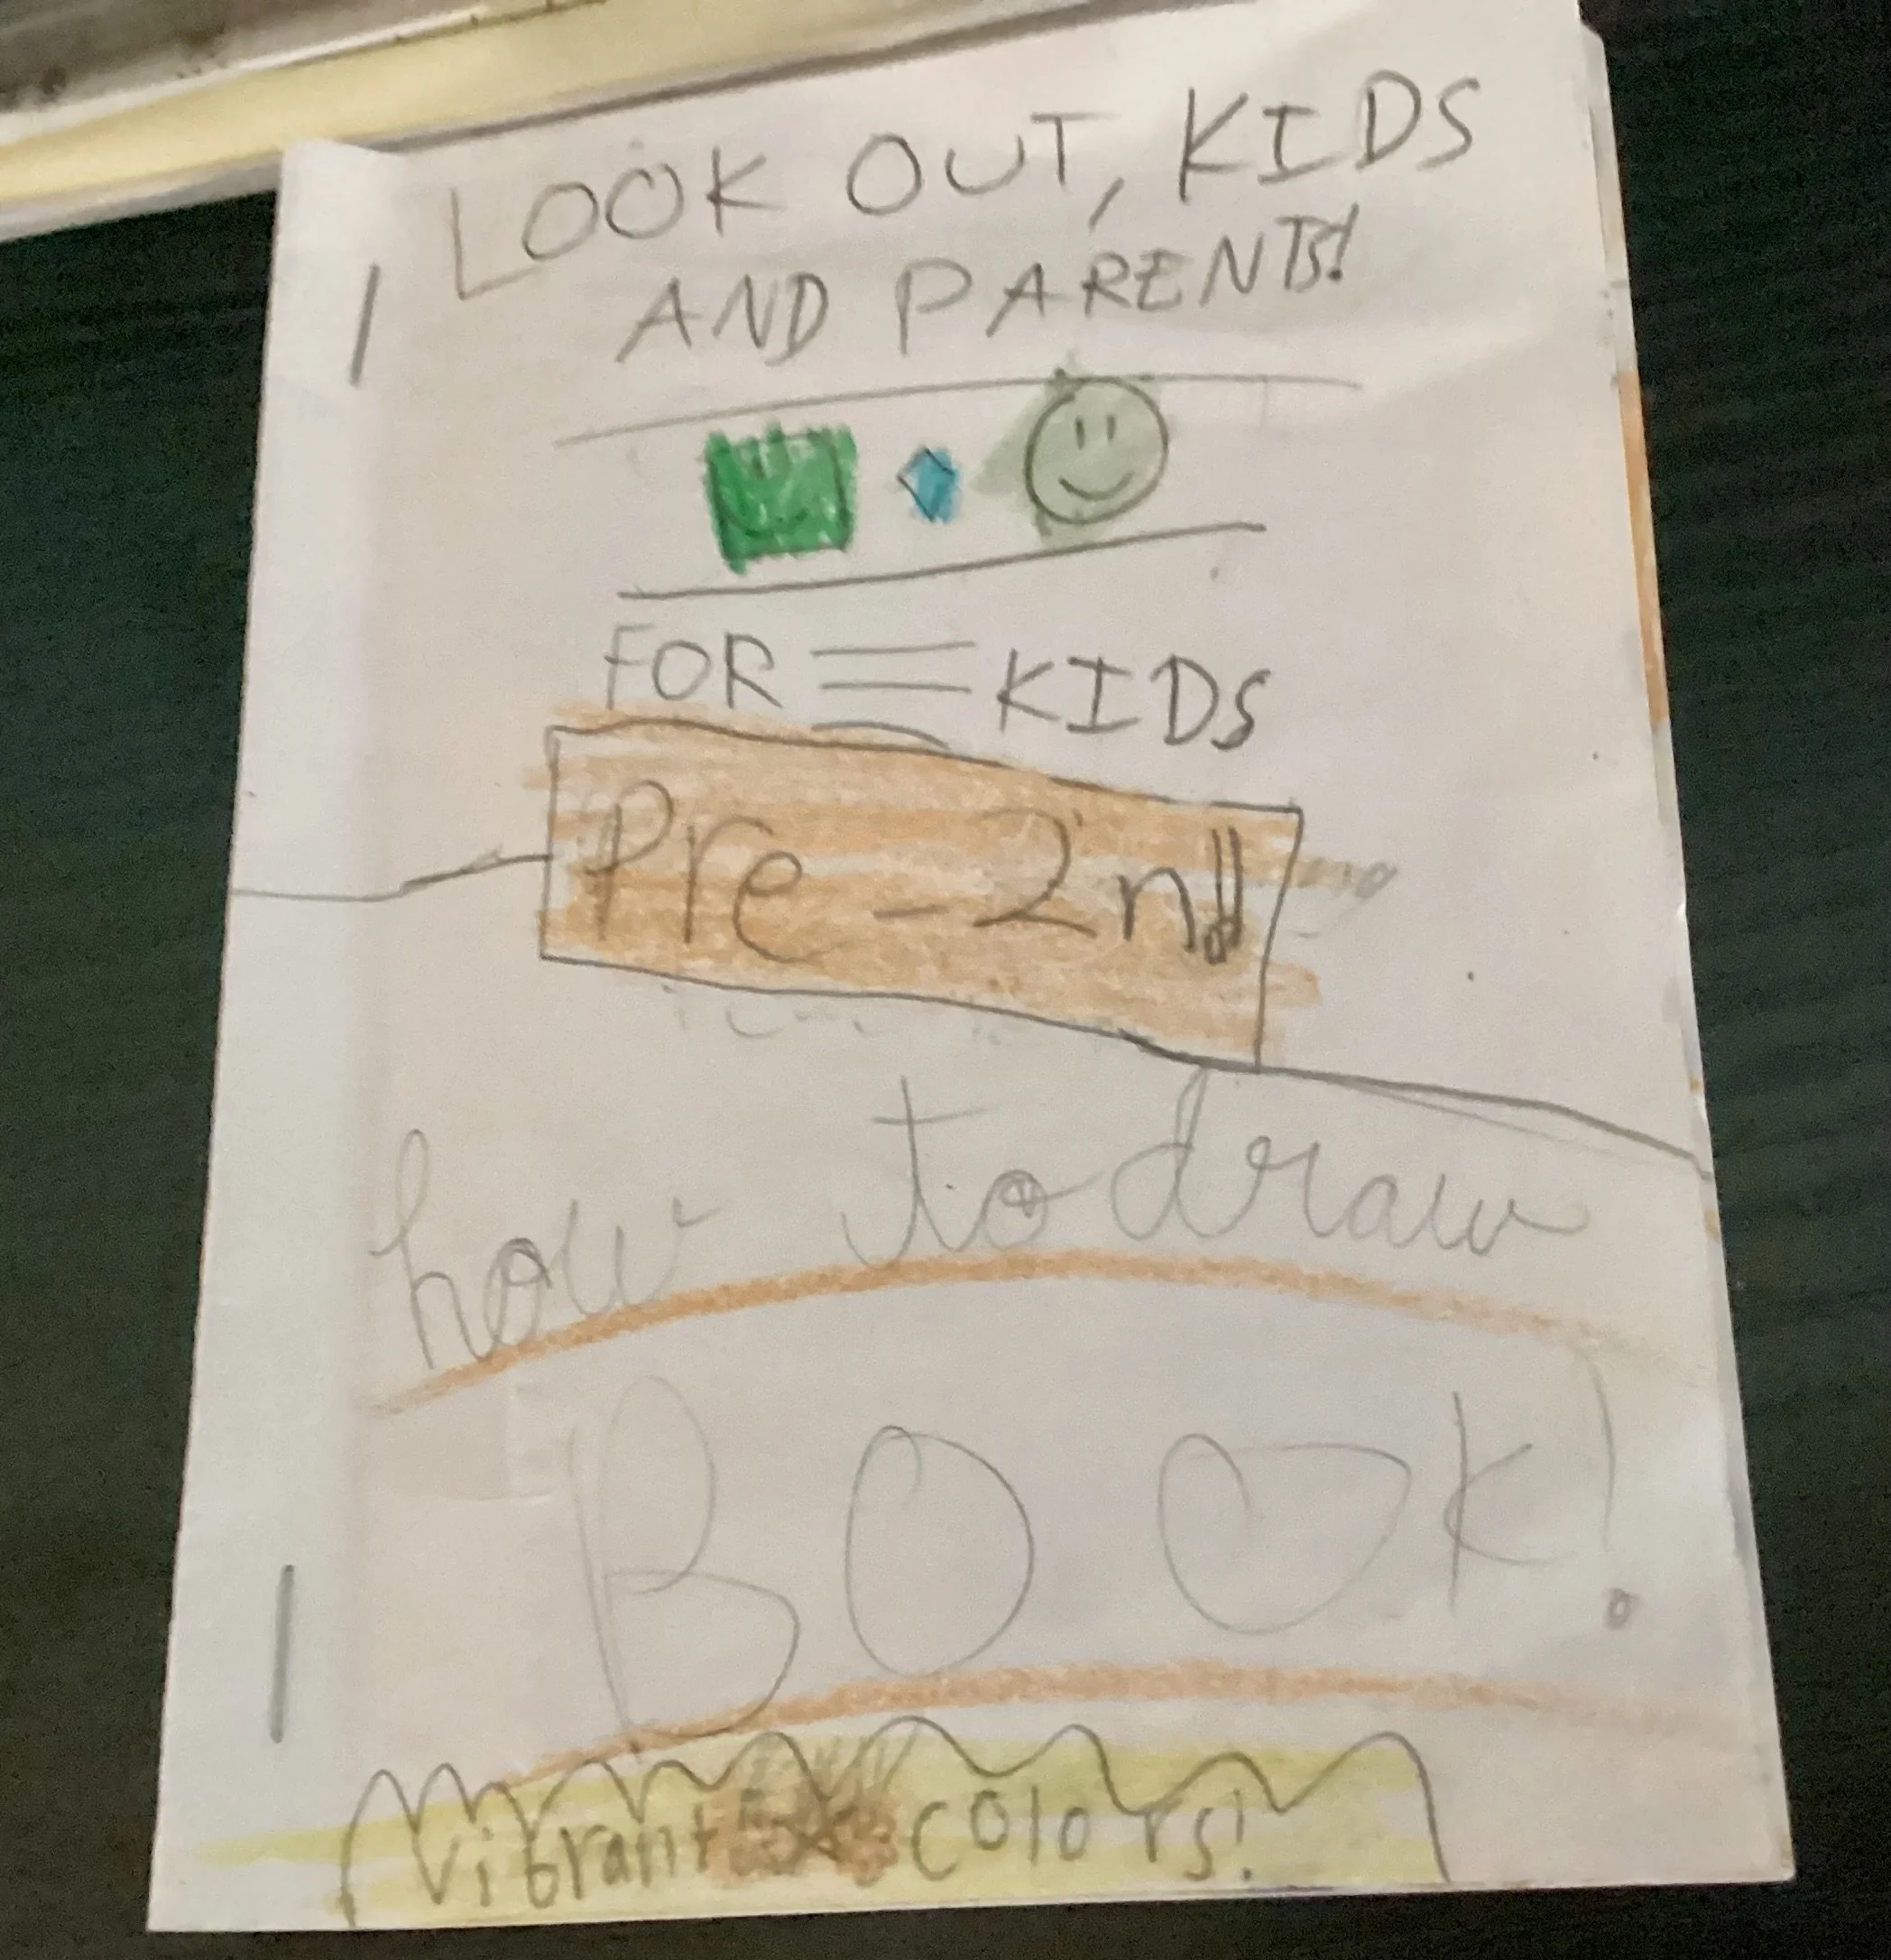 LOOK OUT, KIDS
AND PARENTS!
FOR KIDS
Pre-2nd
how to draw
BOOK!
Vibrant colors!